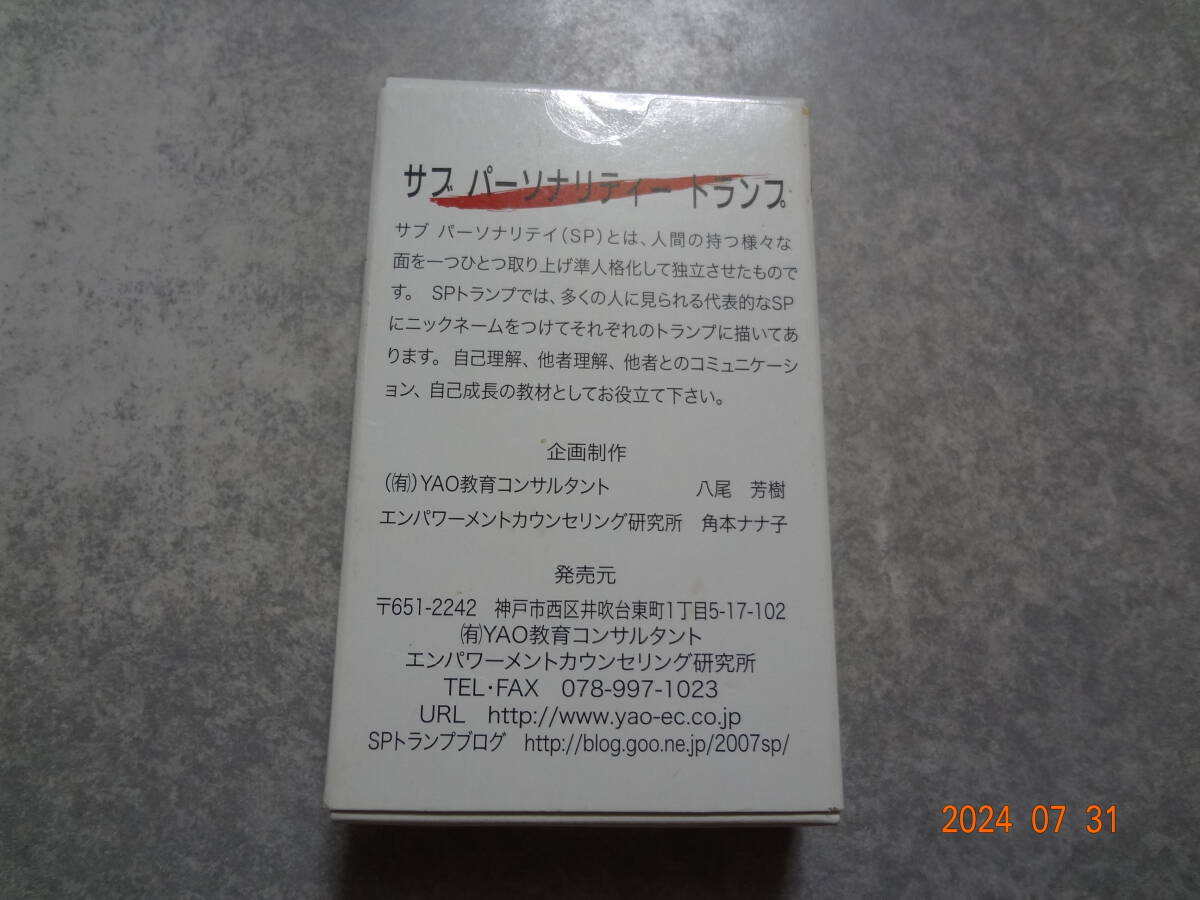 サブ パーソナリティー トランプ
サブ パーソナリテイ(SP)とは、人間の持つ様々な
面を一つひとつ取り上げ準人格化して独立させたもので
す。 SPトランプでは、多くの人に見られる代表的なSP
にニックネームをつけてそれぞれのトランプに描いてあ
ります。自己理解、他者理解、他者とのコミュニケーシ
ョン、自己成長の教材としてお役立て下さい。
企画制作
(㈲)YAO教育コンサルタント 八尾 芳樹
エンパワーメントカウンセリング研究所 角本ナナ子
発売元
〒651-2242 神戸市西区井吹台東町1丁目5-17-102
㈲YAO教育コンサルタント
エンパワーメントカウンセリング研究所
TEL・FAX 078-997-1023
URL http://www.yao-ec.co.jp
SPトランプブログ http://blog.goo.ne.jp/2007sp/
2024 07 31